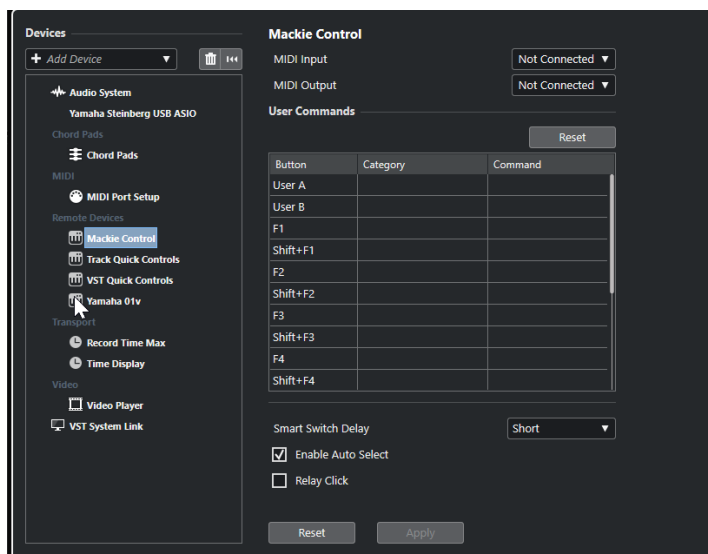 Devices
+ Add Device
Audio System
Yamaha Steinberg USB ASIO
Chord Pads
Chord Pads
MIDI
MIDI Port Setup
Remote Devices
Mackie Control
Track Quick Controls
VST Quick Controls
Yamaha 01v
Transport
Record Time Max
Time Display
Video
Video Player
VST System Link
Mackie Control
MIDI Input Not Connected
MIDI Output Not Connected
User Commands
Reset
Button Category Command
User A
User B
F1
Shift+F1
F2
Shift+F2
F3
Shift+F3
F4
Shift+F4
Smart Switch Delay Short
Enable Auto Select
Relay Click
Reset Apply